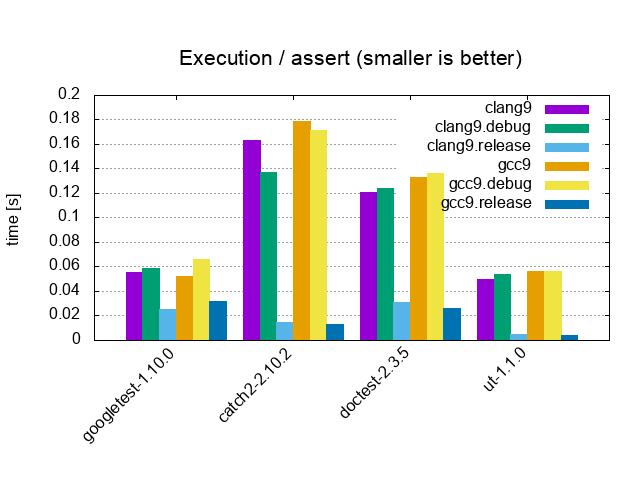 Execution / assert (smaller is better)
time [s]
0.2
0.18
0.16
0.14
0.12
0.1
0.08
0.06
0.04
0.02
0
clang9
clang9.debug
clang9.release
gcc9
gcc9.debug
gcc9.release
googletest-1.10.0
catch2-2.10.2
doctest-2.3.5
ut-1.1.0